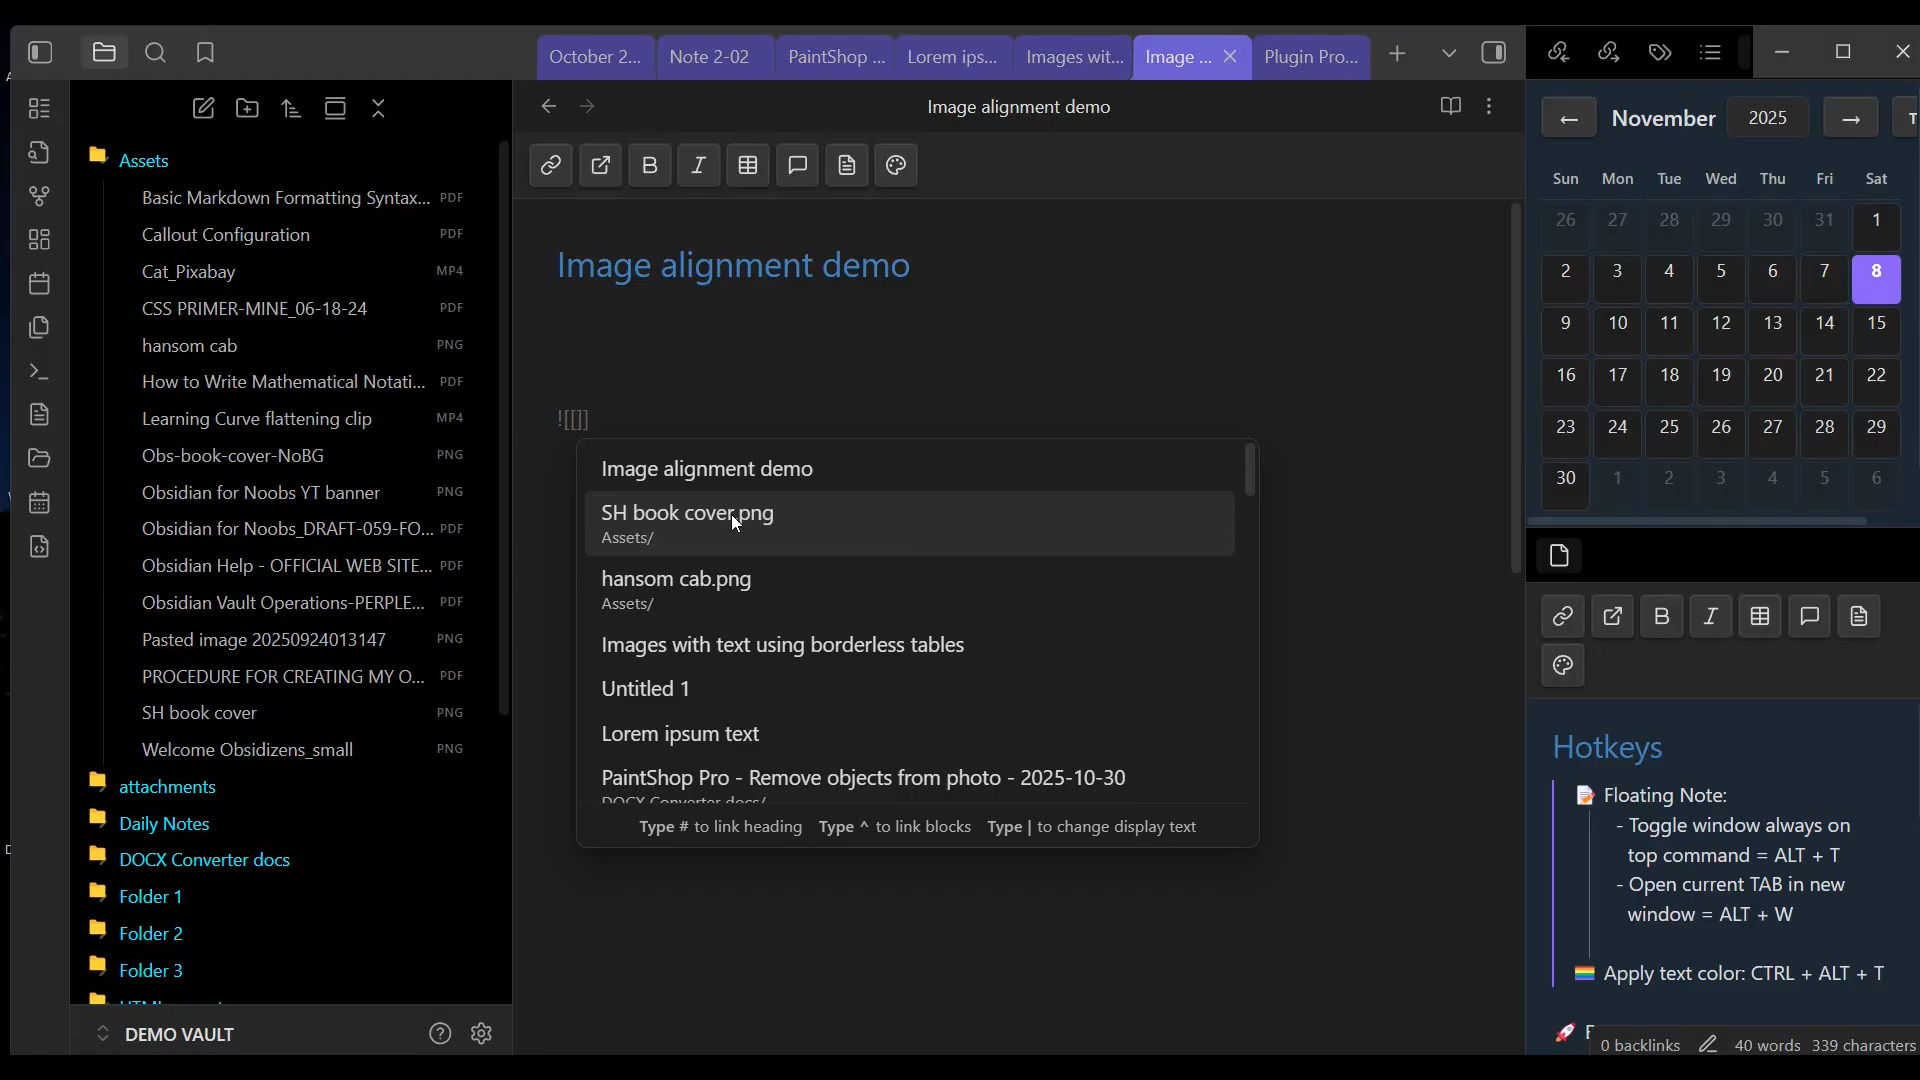 October 2...
Note 2-02
PaintShop ...
Lorem ips...
Images wit...
Image ...
Plugin Pro...
Image alignment demo
Assets
Basic Markdown Formatting Syntax... PDF
Callout Configuration PDF
Cat_Pixabay MP4
CSS PRIMER-MINE_06-18-24 PDF
hansom cab PNG
How to Write Mathematical Notati... PDF
Learning Curve flattening clip MP4
Obs-book-cover-NoBG PNG
Obsidian for Noobs YT banner PNG
Obsidian for Noobs_DRAFT-059-FO... PDF
Obsidian Help - OFFICIAL WEB SITE... PDF
Obsidian Vault Operations-PERPLE... PDF
Pasted image 20250924013147 PNG
PROCEDURE FOR CREATING MY O... PDF
SH book cover PNG
Welcome Obsidizens_small PNG
attachments
Daily Notes
DOCX Converter docs
Folder 1
Folder 2
Folder 3
DEMO VAULT
Image alignment demo
![[]]
Image alignment demo
SH book cover.png
Assets/
hansom cab.png
Assets/
Images with text using borderless tables
Untitled 1
Lorem ipsum text
PaintShop Pro - Remove objects from photo - 2025-10-30
DOCX Converter docs/
Type # to link heading Type ^ to link blocks Type | to change display text
← November 2025 → T
Sun Mon Tue Wed Thu Fri Sat
26 27 28 29 30 31 1
2 3 4 5 6 7 8
9 10 11 12 13 14 15
16 17 18 19 20 21 22
23 24 25 26 27 28 29
30 1 2 3 4 5 6
Hotkeys
📝 Floating Note:
- Toggle window always on
top command = ALT + T
- Open current TAB in new
window = ALT + W
🏳️‍🌈 Apply text color: CTRL + ALT + T
🚀 E
0 backlinks 40 words 339 characters